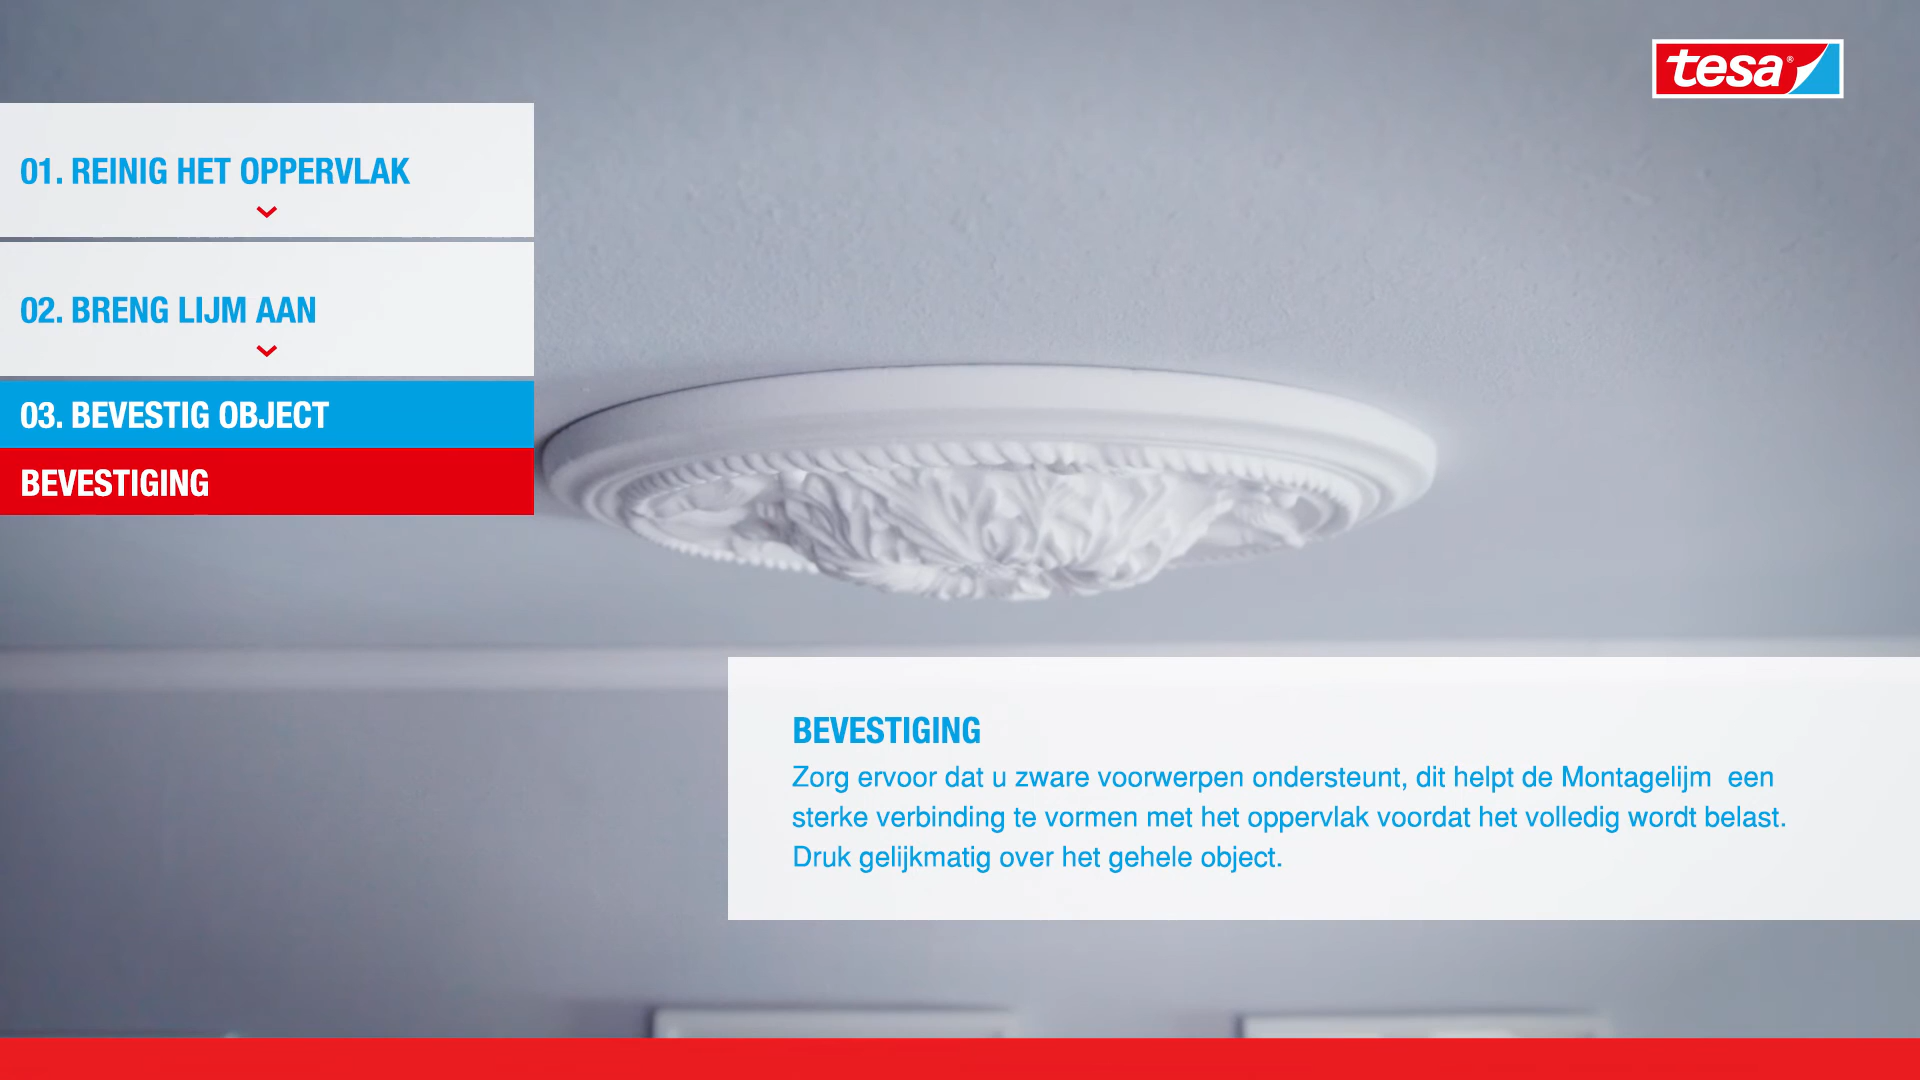 tesa®
01. REINIG HET OPPERVLAK
02. BRENG LIJM AAN
03. BEVESTIG OBJECT
BEVESTIGING
BEVESTIGING
Zorg ervoor dat u zware voorwerpen ondersteunt, dit helpt de Montagelijm  een
sterke verbinding te vormen met het oppervlak voordat het volledig wordt belast.
Druk gelijkmatig over het gehele object.